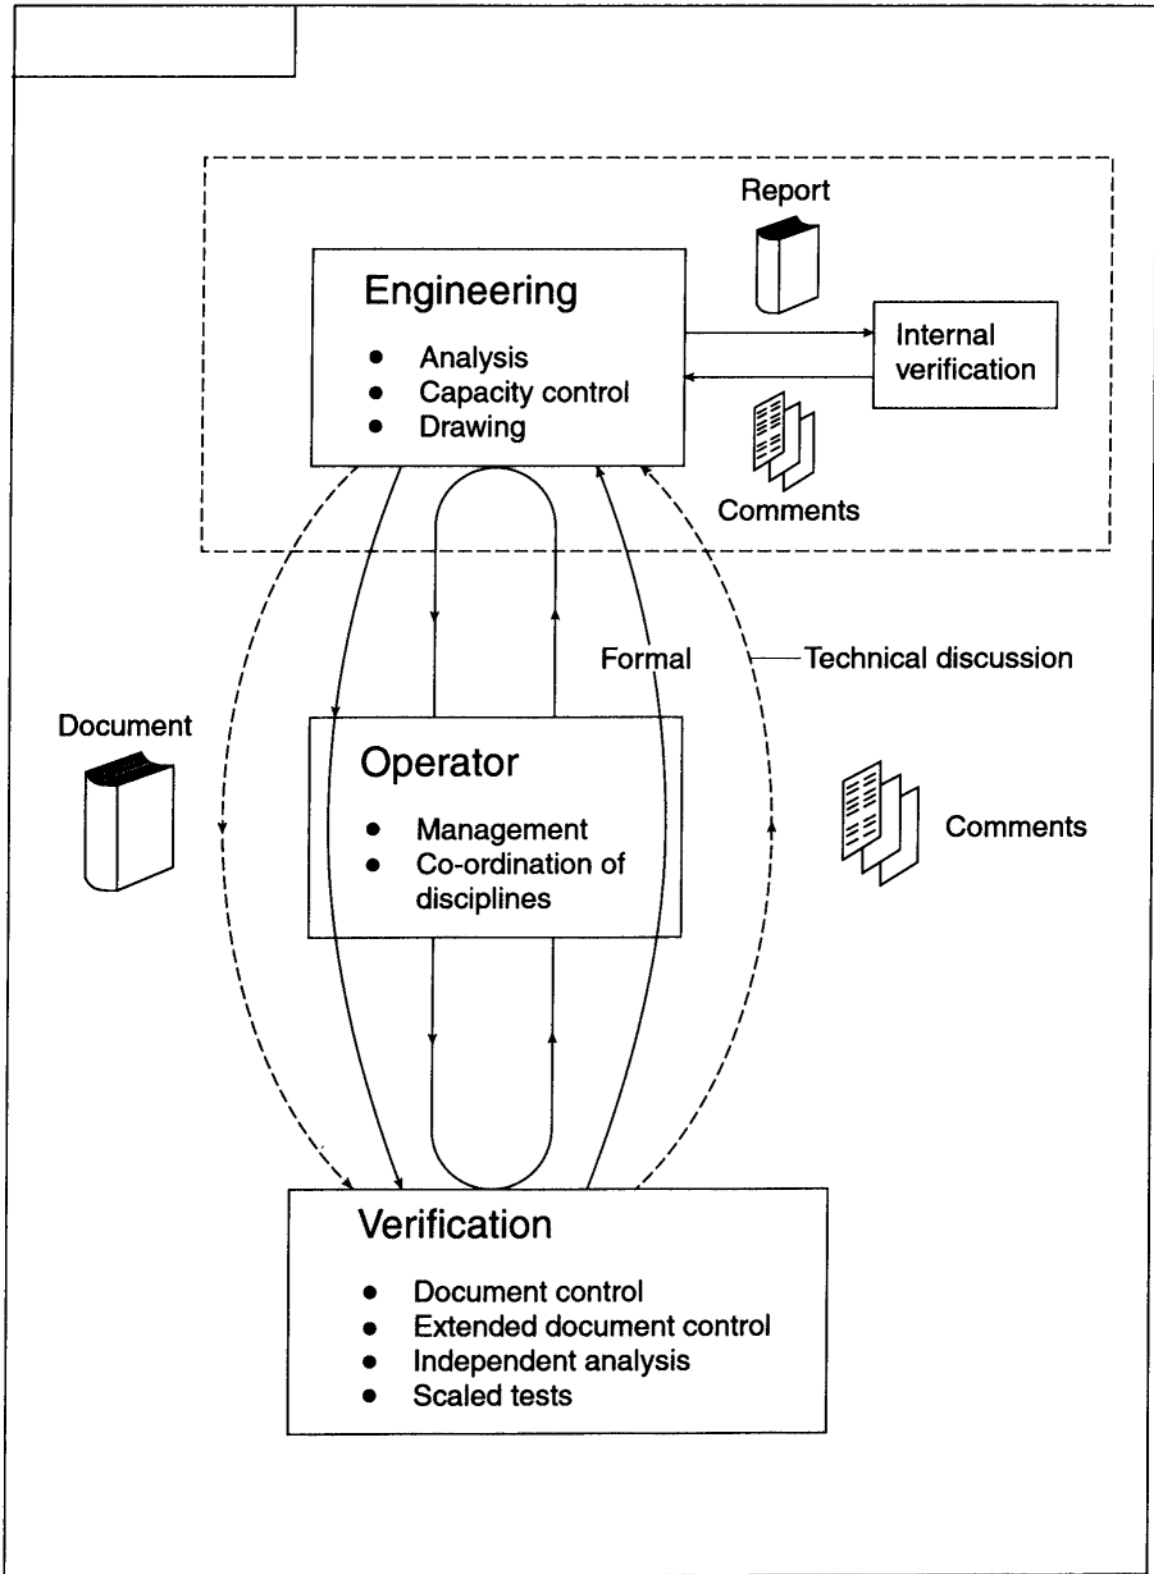 Report
Engineering
● Analysis
● Capacity control
● Drawing
Internal
verification
Comments
Formal
Technical discussion
Document
Operator
● Management
● Co-ordination of
disciplines
Comments
Verification
● Document control
● Extended document control
● Independent analysis
● Scaled tests